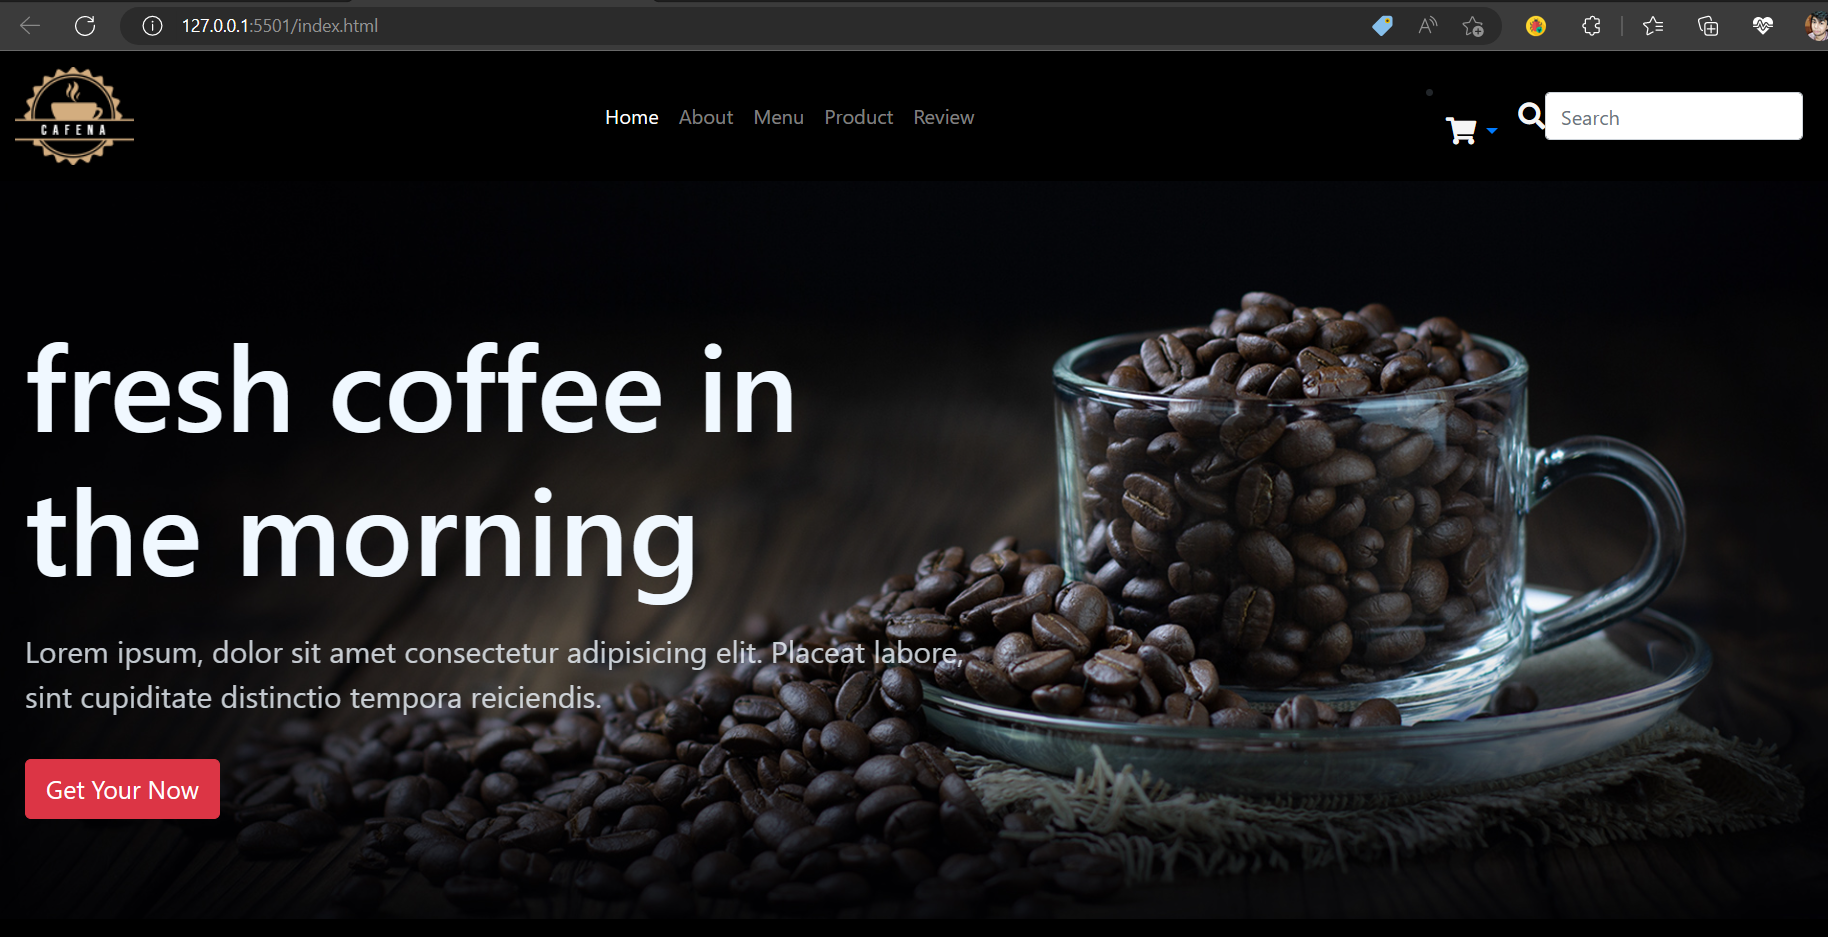 127.0.0.1:5501/index.html
CAFENA
Home About Menu Product Review
Search
fresh coffee in
the morning
Lorem ipsum, dolor sit amet consectetur adipisicing elit. Placeat labore,
sint cupiditate distinctio tempora reiciendis.
Get Your Now